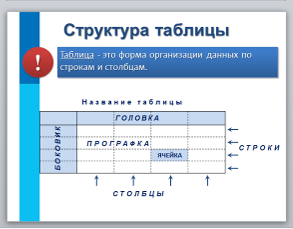 Структура таблицы
!
Таблица - это форма организации данных по
строкам и столбцам.
Название таблицы
ГОЛОВКА
БОКОВИК
ПРОГРАФКА
ЯЧЕЙКА
СТРОКИ
СТОЛБЦЫ